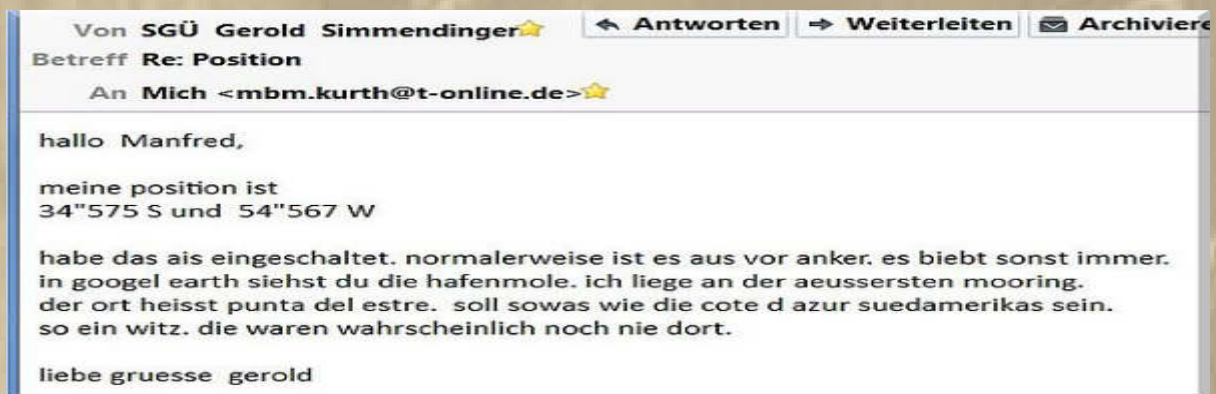 Von SGÜ Gerold Simmendinger Antworten Weiterleiten Archiviere
Betreff Re: Position
An Mich <mbm.kurth@t-online.de>
hallo Manfred,
meine position ist
34"575 S und 54"567 W
habe das ais eingeschaltet. normalerweise ist es aus vor anker. es biebt sonst immer.
in googel earth siehst du die hafenmole. ich liege an der aeussersten mooring.
der ort heisst punta del estre. soll sowas wie die cote d azur suedamerikas sein.
so ein witz. die waren wahrscheinlich noch nie dort.
liebe gruesse gerold